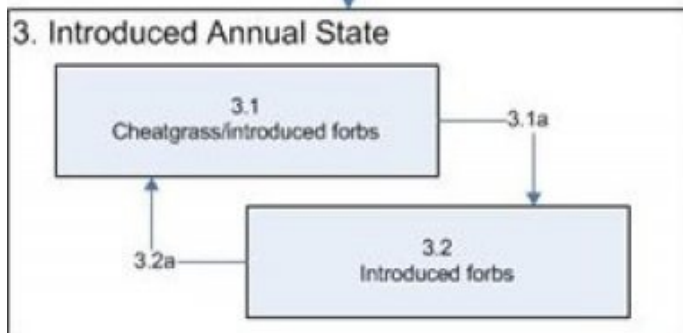 3. Introduced Annual State
3.1
Cheatgrass/introduced forbs
3.1a
3.2
Introduced forbs
3.2a